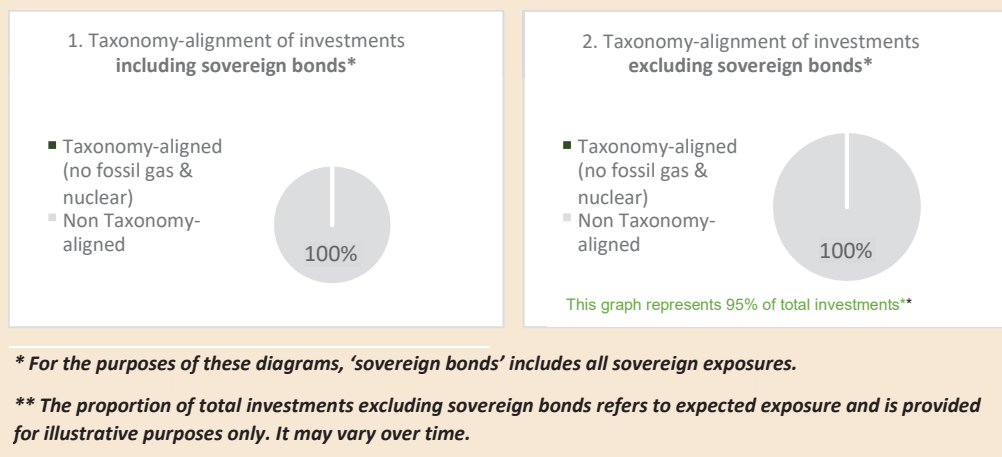 1. Taxonomy-alignment of investments
including sovereign bonds*
Taxonomy-aligned
(no fossil gas &
nuclear)
Non Taxonomy-
aligned
100%
2. Taxonomy-alignment of investments
excluding sovereign bonds*
Taxonomy-aligned
(no fossil gas &
nuclear)
Non Taxonomy-
aligned
100%
This graph represents 95% of total investments**
* For the purposes of these diagrams, ‘sovereign bonds’ includes all sovereign exposures.
** The proportion of total investments excluding sovereign bonds refers to expected exposure and is provided
for illustrative purposes only. It may vary over time.